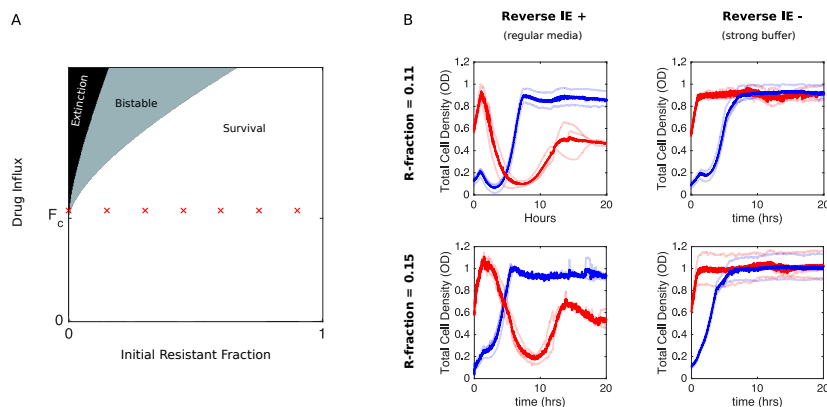 A
Extinction
Bistable
Survival
Drug Influx
F c
0
0
1
Initial Resistant Fraction
B
Reverse IE +
(regular media)
Reverse IE -
(strong buffer)
R-fraction = 0.11
Total Cell Density (OD)
1.2
1
0.8
0.6
0.4
0.2
0
0 10 20
Hours
Total Cell Density (OD)
1.2
1
0.8
0.6
0.4
0.2
0
0 10 20
time (hrs)
R-fraction = 0.15
Total Cell Density (OD)
1.2
1
0.8
0.6
0.4
0.2
0
0 10 20
time (hrs)
Total Cell Density (OD)
1.2
1
0.8
0.6
0.4
0.2
0
0 10 20
time (hrs)